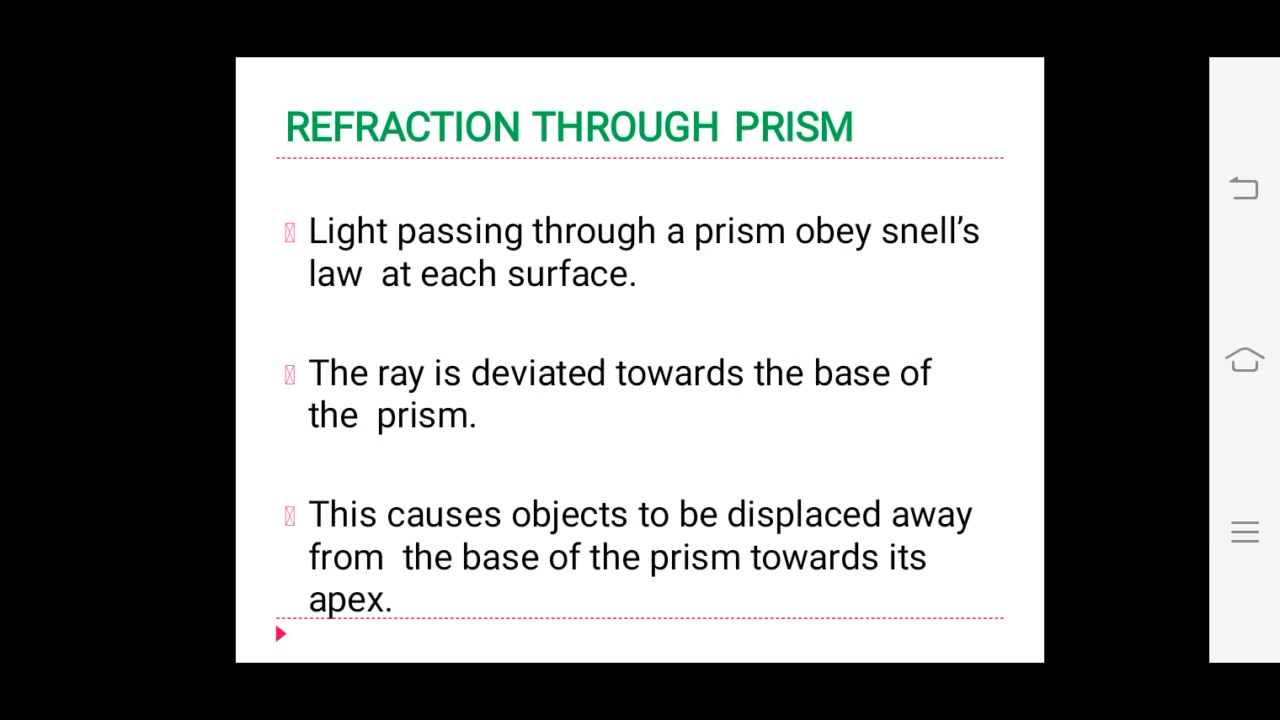 REFRACTION THROUGH PRISM
Light passing through a prism obey snell’s
law at each surface.
The ray is deviated towards the base of
the prism.
This causes objects to be displaced away
from the base of the prism towards its
apex.